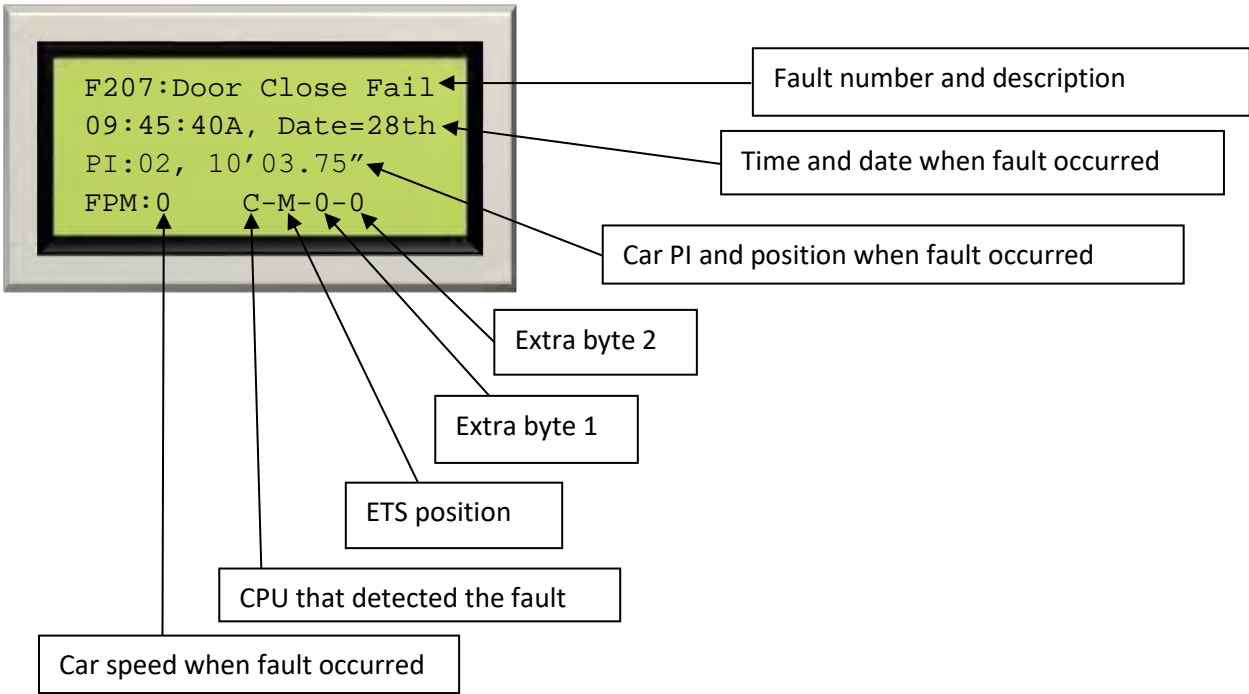 F207:Door Close Fail
09:45:40A, Date=28th
PI:02, 10’03.75”
FPM:0 C-M-0-0
Fault number and description
Time and date when fault occurred
Car PI and position when fault occurred
Extra byte 2
Extra byte 1
ETS position
CPU that detected the fault
Car speed when fault occurred